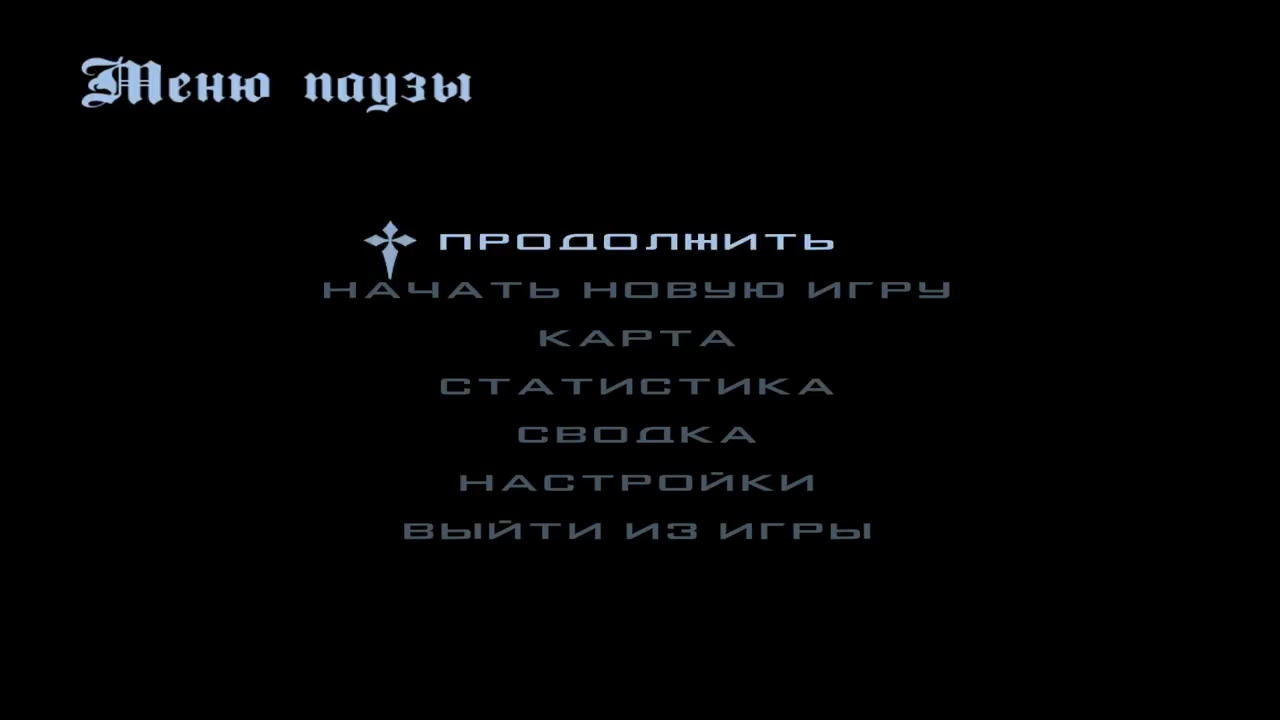 Меню паузы
ПРОДОЛЖИТЬ
НАЧАТЬ НОВУЮ ИГРУ
КАРТА
СТАТИСТИКА
СВОДКА
НАСТРОЙКИ
ВЫЙТИ ИЗ ИГРЫ